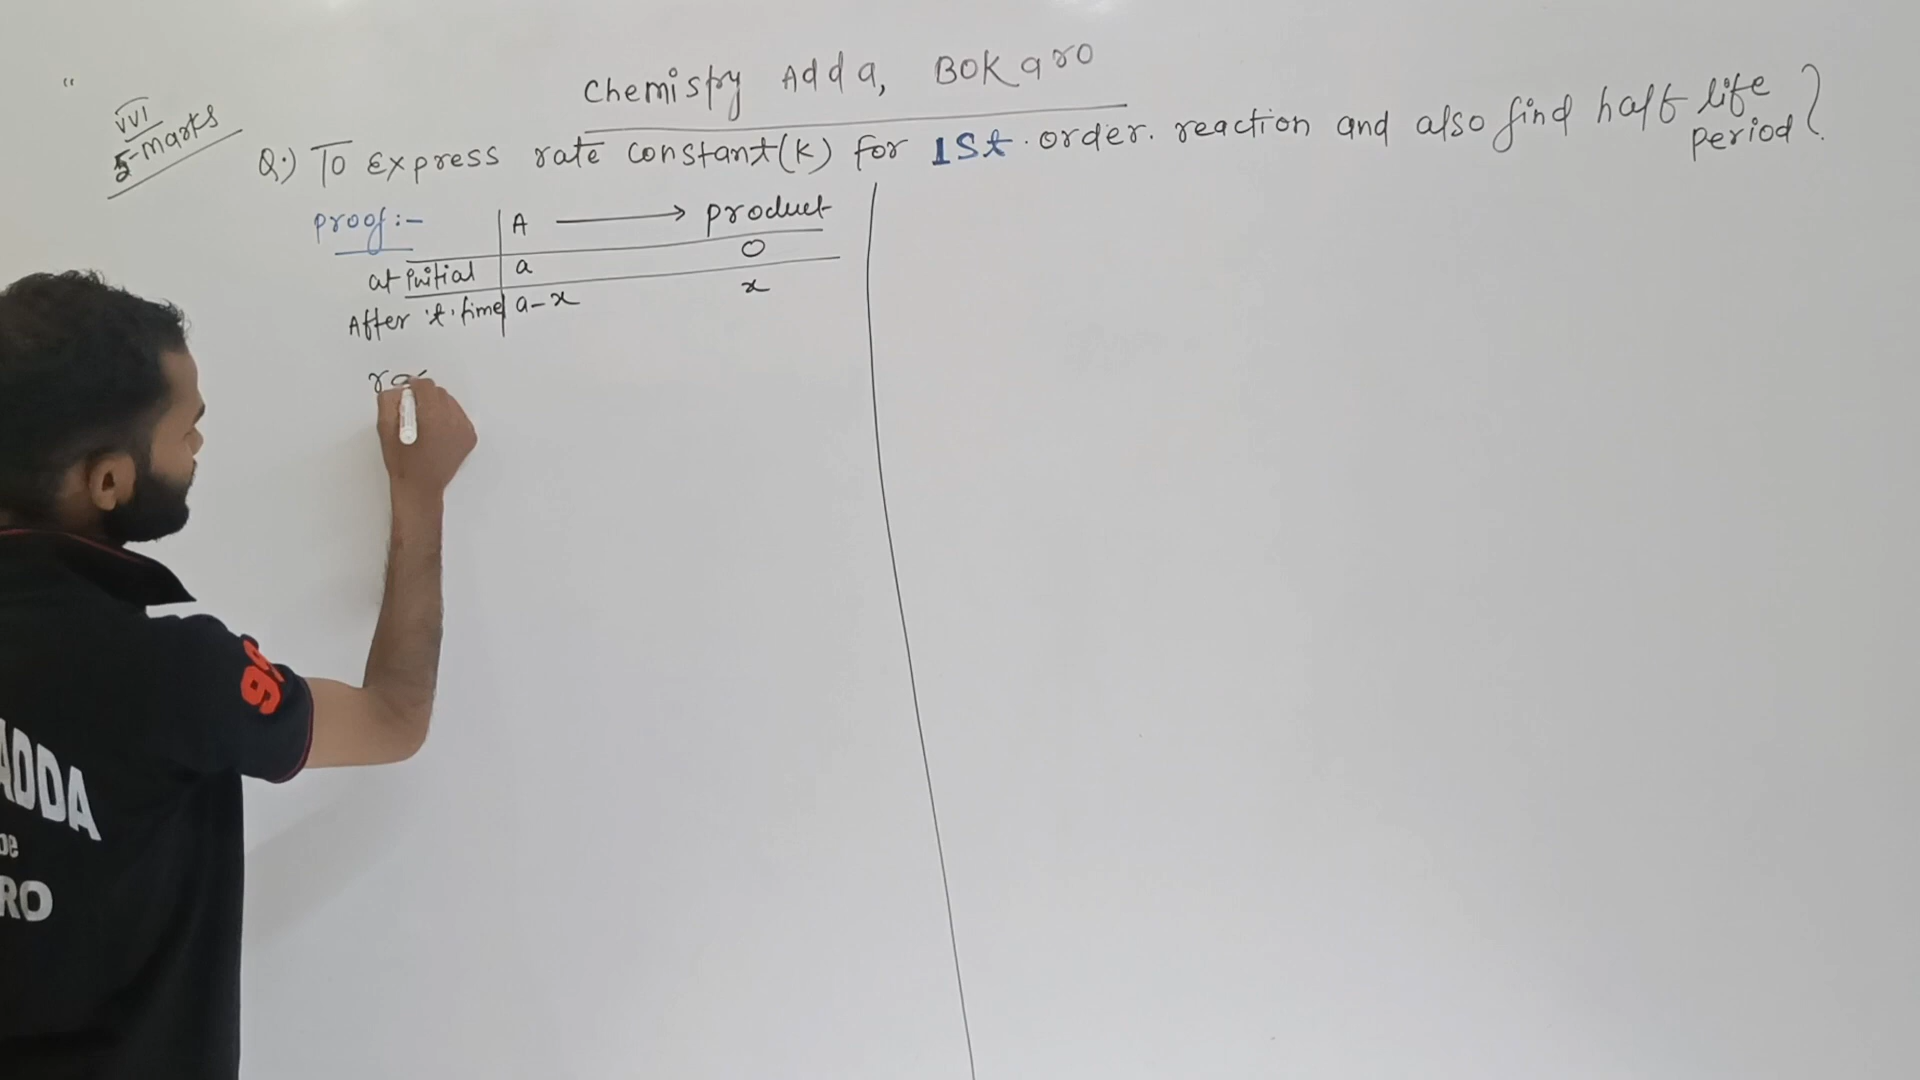 Chemistry Adda, BOKaro
VVI
5-marks
Q.) To Express rate constant(K) for 1St. order. reaction and also find half life period?
Proof:- A ⟶ product
at initial a 0
After 't' time a-x x
ra
ADDA
RO